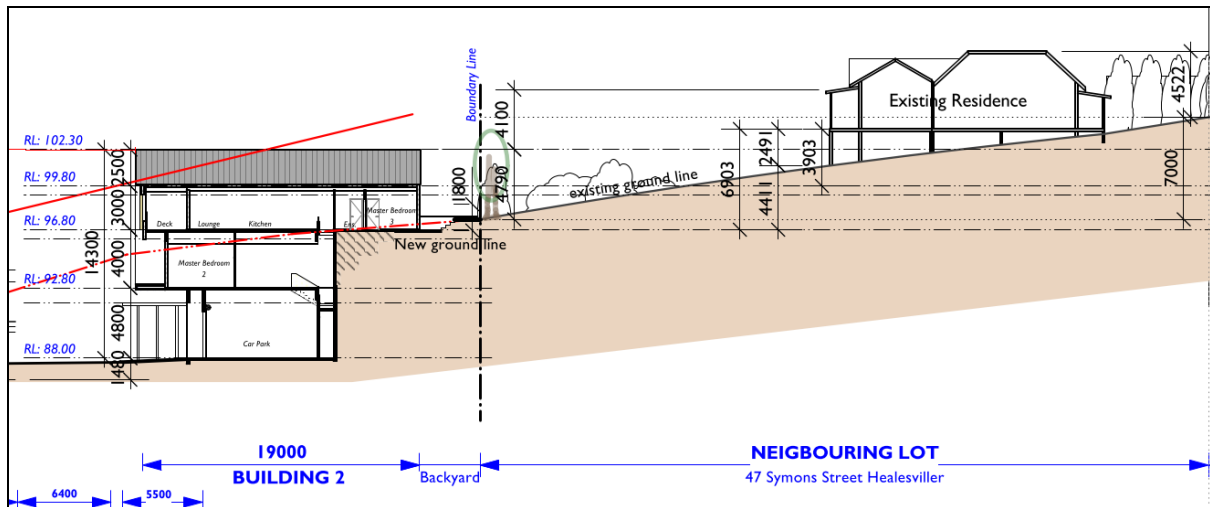 Boundary Line
4100
4522
Existing Residence
RL: 102.30
2500
RL: 99.80
3000
RL: 96.80
14300
4000
RL: 92.80
4800
RL: 88.00
1480
Deck
Lounge
Kitchen
Ens
Master Bedroom
3
Master Bedroom
2
Car Park
1800
4790
existing ground line
New ground line
6903
2491
4411
3903
7000
19000
BUILDING 2
Backyard
NEIGBOURING LOT
47 Symons Street Healesviller
6400
5500